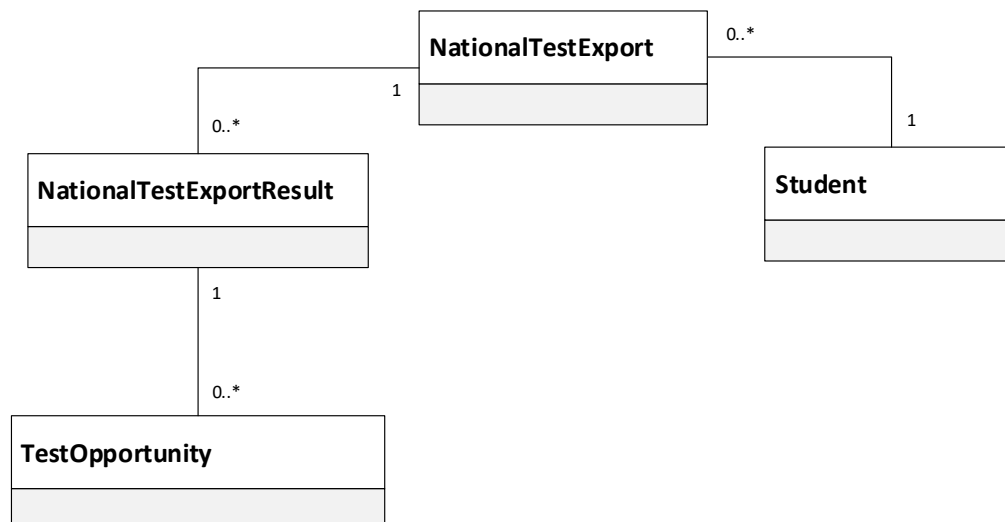 NationalTestExport
0..*
1
1
0..*
NationalTestExportResult
Student
1
0..*
TestOpportunity